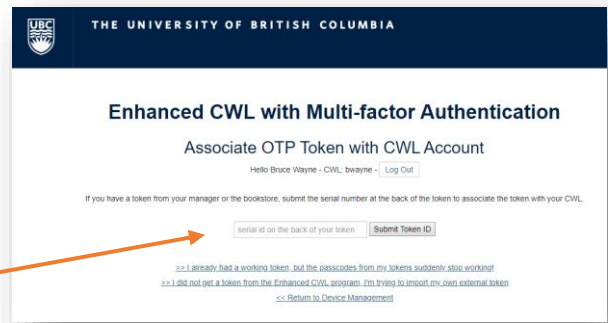 UBC
THE UNIVERSITY OF BRITISH COLUMBIA
Enhanced CWL with Multi-factor Authentication
Associate OTP Token with CWL Account
Hello Bruce Wayne - CWL: bwayne - Log Out
If you have a token from your manager or the bookstore, submit the serial number at the back of the token to associate the token with your CWL.
serial id on the back of your token Submit Token ID
>> I already had a working token, but the passcodes from my tokens suddenly stop working!
>> I did not get a token from the Enhanced CWL program, I'm trying to import my own external token
<< Return to Device Management